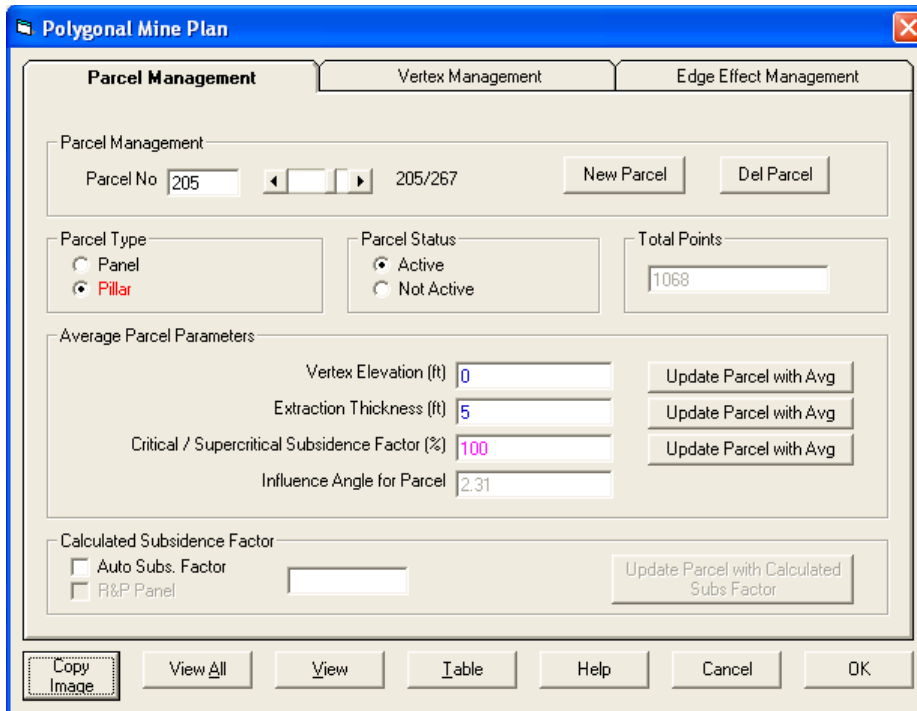 Polygonal Mine Plan
Parcel Management
Vertex Management
Edge Effect Management
Parcel Management
Parcel No
205
205/267
New Parcel
Del Parcel
Parcel Type
Panel
Pillar
Parcel Status
Active
Not Active
Total Points
1068
Average Parcel Parameters
Vertex Elevation (ft)
0
Update Parcel with Avg
Extraction Thickness (ft)
5
Update Parcel with Avg
Critical / Supercritical Subsidence Factor (%)
100
Update Parcel with Avg
Influence Angle for Parcel
2.31
Calculated Subsidence Factor
Auto Subs. Factor
R&P Panel
Update Parcel with Calculated
Subs Factor
Copy
Image
View All
View
Table
Help
Cancel
OK